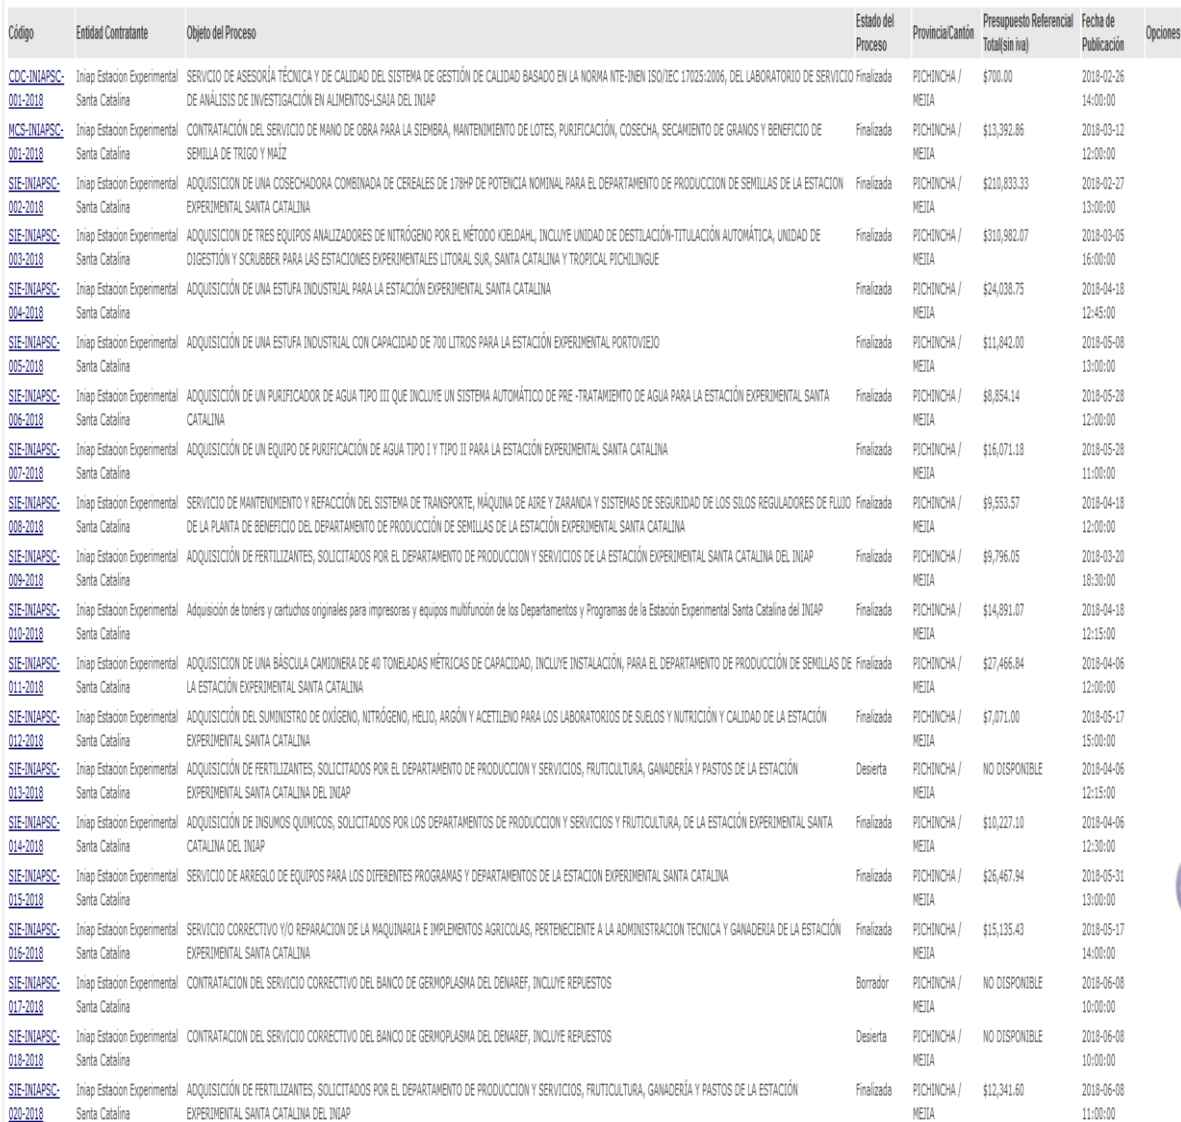 Código Entidad Contratante Objeto del Proceso Estado del Proceso Provincia/Cantón Presupuesto Referencial Total(sin iva) Fecha de Publicación Opciones
CDC-INIAPSC- Iniap Estacion Experimental SERVCIO DE ASESORÍA TÉCNICA Y DE CALIDAD DEL SISTEMA DE GESTIÓN DE CALIDAD BASADO EN LA NORMA NTE-INEN ISO/IEC 17025:2006, DEL LABORATORIO DE SERVICIO Finalizada PICHINCHA / $700.00 2018-02-26
001-2018 Santa Catalina DE ANÁLISIS DE INVESTIGACIÓN EN ALIMENTOS-LSAIA DEL INIAP MEJIA 14:00:00
MCS-INIAPSC- Iniap Estacion Experimental CONTRATACIÓN DEL SERVICIO DE MANO DE OBRA PARA LA SIEMBRA, MANTENIMIENTO DE LOTES, PURIFICACIÓN, COSECHA, SECAMIENTO DE GRANOS Y BENEFICIO DE Finalizada PICHINCHA / $13,392.86 2018-03-12
001-2018 Santa Catalina SEMILLA DE TRIGO Y MAÍZ MEJIA 12:00:00
SIE-INIAPSC- Iniap Estacion Experimental ADQUISICION DE UNA COSECHADORA COMBINADA DE CEREALES DE 178HP DE POTENCIA NOMINAL PARA EL DEPARTAMENTO DE PRODUCCION DE SEMILLAS DE LA ESTACION Finalizada PICHINCHA / $210,833.33 2018-02-27
002-2018 Santa Catalina EXPERIMENTAL SANTA CATALINA MEJIA 13:00:00
SIE-INIAPSC- Iniap Estacion Experimental ADQUISICION DE TRES EQUIPOS ANALIZADORES DE NITRÓGENO POR EL MÉTODO KJELDAHL, INCLUYE UNIDAD DE DESTILACIÓN-TITULACIÓN AUTOMÁTICA, UNIDAD DE Finalizada PICHINCHA / $310,982.07 2018-03-05
003-2018 Santa Catalina DIGESTIÓN Y SCRUBBER PARA LAS ESTACIONES EXPERIMENTALES LITORAL SUR, SANTA CATALINA Y TROPICAL PICHILINGUE MEJIA 16:00:00
SIE-INIAPSC- Iniap Estacion Experimental ADQUISICIÓN DE UNA ESTUFA INDUSTRIAL PARA LA ESTACIÓN EXPERIMENTAL SANTA CATALINA Finalizada PICHINCHA / $24,038.75 2018-04-18
004-2018 Santa Catalina MEJIA 12:45:00
SIE-INIAPSC- Iniap Estacion Experimental ADQUISICIÓN DE UNA ESTUFA INDUSTRIAL CON CAPACIDAD DE 700 LITROS PARA LA ESTACIÓN EXPERIMENTAL PORTOVIEJO Finalizada PICHINCHA / $11,842.00 2018-05-08
005-2018 Santa Catalina MEJIA 13:00:00
SIE-INIAPSC- Iniap Estacion Experimental ADQUISICIÓN DE UN PURIFICADOR DE AGUA TIPO III QUE INCLUYE UN SISTEMA AUTOMÁTICO DE PRE -TRATAMIEMTO DE AGUA PARA LA ESTACIÓN EXPERIMENTAL SANTA Finalizada PICHINCHA / $8,854.14 2018-05-28
006-2018 Santa Catalina CATALINA MEJIA 12:00:00
SIE-INIAPSC- Iniap Estacion Experimental ADQUISICIÓN DE UN EQUIPO DE PURIFICACIÓN DE AGUA TIPO I Y TIPO II PARA LA ESTACIÓN EXPERIMENTAL SANTA CATALINA Finalizada PICHINCHA / $16,071.18 2018-05-28
007-2018 Santa Catalina MEJIA 11:00:00
SIE-INIAPSC- Iniap Estacion Experimental SERVICIO DE MANTENIMIENTO Y REFACCIÓN DEL SISTEMA DE TRANSPORTE, MÁQUINA DE AIRE Y ZARANDA Y SISTEMAS DE SEGURIDAD DE LOS SILOS REGULADORES DE FLUJO Finalizada PICHINCHA / $9,553.57 2018-04-18
008-2018 Santa Catalina DE LA PLANTA DE BENEFICIO DEL DEPARTAMENTO DE PRODUCCIÓN DE SEMILLAS DE LA ESTACIÓN EXPERIMENTAL SANTA CATALINA MEJIA 12:00:00
SIE-INIAPSC- Iniap Estacion Experimental ADQUISICIÓN DE FERTILIZANTES, SOLICITADOS POR EL DEPARTAMENTO DE PRODUCCION Y SERVICIOS DE LA ESTACIÓN EXPERIMENTAL SANTA CATALINA DEL INIAP Finalizada PICHINCHA / $9,796.05 2018-03-20
009-2018 Santa Catalina MEJIA 18:30:00
SIE-INIAPSC- Iniap Estacion Experimental Adquisición de tonérs y cartuchos originales para impresoras y equipos multifunción de los Departamentos y Programas de la Estación Experimental Santa Catalina del INIAP Finalizada PICHINCHA / $14,891.07 2018-04-18
010-2018 Santa Catalina MEJIA 12:15:00
SIE-INIAPSC- Iniap Estacion Experimental ADQUISICION DE UNA BÁSCULA CAMIONERA DE 40 TONELADAS MÉTRICAS DE CAPACIDAD, INCLUYE INSTALACIÓN, PARA EL DEPARTAMENTO DE PRODUCCIÓN DE SEMILLAS DE Finalizada PICHINCHA / $27,466.84 2018-04-06
011-2018 Santa Catalina LA ESTACIÓN EXPERIMENTAL SANTA CATALINA MEJIA 12:00:00
SIE-INIAPSC- Iniap Estacion Experimental ADQUISICIÓN DEL SUMINISTRO DE OXÍGENO, NITRÓGENO, HELIO, ARGÓN Y ACETILENO PARA LOS LABORATORIOS DE SUELOS Y NUTRICIÓN Y CALIDAD DE LA ESTACIÓN Finalizada PICHINCHA / $7,071.00 2018-05-17
012-2018 Santa Catalina EXPERIMENTAL SANTA CATALINA MEJIA 15:00:00
SIE-INIAPSC- Iniap Estacion Experimental ADQUISICIÓN DE FERTILIZANTES, SOLICITADOS POR EL DEPARTAMENTO DE PRODUCCION Y SERVICIOS, FRUTICULTURA, GANADERÍA Y PASTOS DE LA ESTACIÓN Desierta PICHINCHA / NO DISPONIBLE 2018-04-06
013-2018 Santa Catalina EXPERIMENTAL SANTA CATALINA DEL INIAP MEJIA 12:15:00
SIE-INIAPSC- Iniap Estacion Experimental ADQUISICIÓN DE INSUMOS QUIMICOS, SOLICITADOS POR LOS DEPARTAMENTOS DE PRODUCCION Y SERVICIOS Y FRUTICULTURA, DE LA ESTACIÓN EXPERIMENTAL SANTA Finalizada PICHINCHA / $10,227.10 2018-04-06
014-2018 Santa Catalina CATALINA DEL INIAP MEJIA 12:30:00
SIE-INIAPSC- Iniap Estacion Experimental SERVICIO DE ARREGLO DE EQUIPOS PARA LOS DIFERENTES PROGRAMAS Y DEPARTAMENTOS DE LA ESTACION EXPERIMENTAL SANTA CATALINA Finalizada PICHINCHA / $26,467.94 2018-05-31
015-2018 Santa Catalina MEJIA 13:00:00
SIE-INIAPSC- Iniap Estacion Experimental SERVICIO CORRECTIVO Y/O REPARACION DE LA MAQUINARIA E IMPLEMENTOS AGRICOLAS, PERTENECIENTE A LA ADMINISTRACION TECNICA Y GANADERIA DE LA ESTACIÓN Finalizada PICHINCHA / $15,135.43 2018-05-17
016-2018 Santa Catalina EXPERIMENTAL SANTA CATALINA MEJIA 14:00:00
SIE-INIAPSC- Iniap Estacion Experimental CONTRATACION DEL SERVICIO CORRECTIVO DEL BANCO DE GERMOPLASMA DEL DENAREF, INCLUYE REPUESTOS Borrador PICHINCHA / NO DISPONIBLE 2018-06-08
017-2018 Santa Catalina MEJIA 10:00:00
SIE-INIAPSC- Iniap Estacion Experimental CONTRATACION DEL SERVICIO CORRECTIVO DEL BANCO DE GERMOPLASMA DEL DENAREF, INCLUYE REPUESTOS Desierta PICHINCHA / NO DISPONIBLE 2018-06-08
018-2018 Santa Catalina MEJIA 10:00:00
SIE-INIAPSC- Iniap Estacion Experimental ADQUISICIÓN DE FERTILIZANTES, SOLICITADOS POR EL DEPARTAMENTO DE PRODUCCION Y SERVICIOS, FRUTICULTURA, GANADERÍA Y PASTOS DE LA ESTACIÓN Finalizada PICHINCHA / $12,341.60 2018-06-08
020-2018 Santa Catalina EXPERIMENTAL SANTA CATALINA DEL INIAP MEJIA 11:00:00